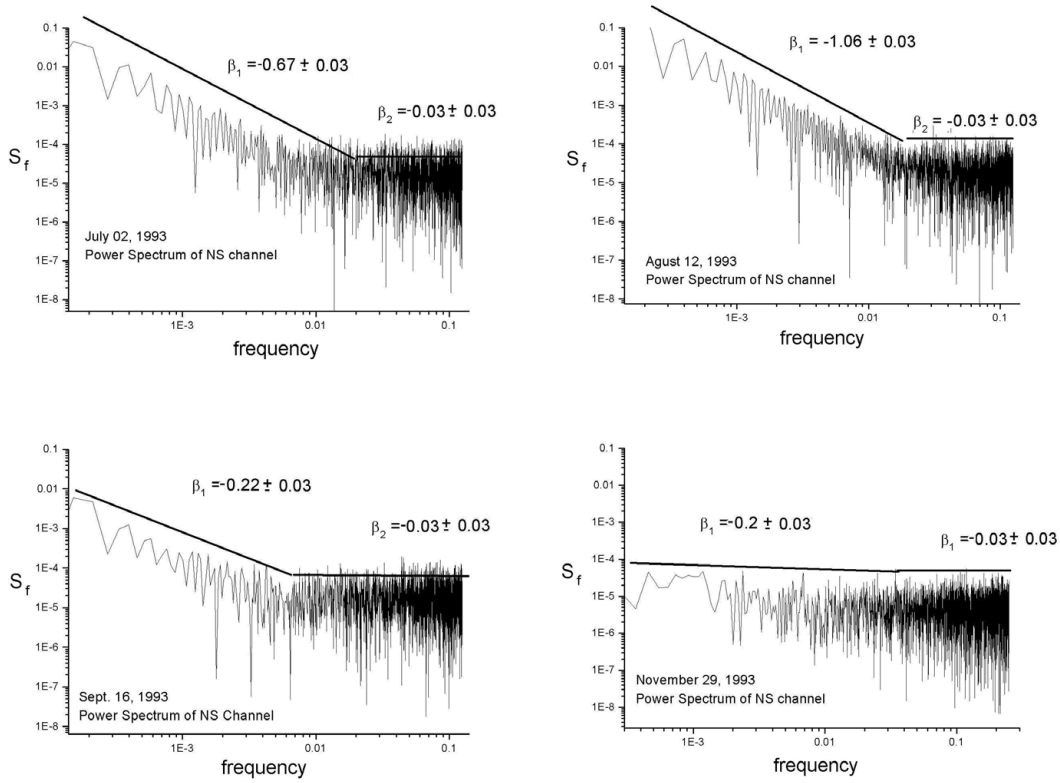 0.1
0.01
1E-3
1E-4
1E-5
1E-6
1E-7
1E-8
S_f
β₁ = -0.67 ± 0.03
β₂ = -0.03 ± 0.03
July 02, 1993
Power Spectrum of NS channel
1E-3 0.01 0.1
frequency
0.1
0.01
1E-3
1E-4
1E-5
1E-6
1E-7
1E-8
S_f
β₁ = -1.06 ± 0.03
β₂ = -0.03 ± 0.03
Agust 12, 1993
Power Spectrum of NS channel
1E-3 0.01 0.1
frequency
0.1
0.01
1E-3
1E-4
1E-5
1E-6
1E-7
1E-8
S_f
β₁ = -0.22 ± 0.03
β₂ = -0.03 ± 0.03
Sept. 16, 1993
Power Spectrum of NS Channel
1E-3 0.01 0.1
frequency
0.1
0.01
1E-3
1E-4
1E-5
1E-6
1E-7
1E-8
S_f
β₁ = -0.2 ± 0.03
β₁ = -0.03 ± 0.03
November 29, 1993
Power Spectrum of NS channel
1E-3 0.01 0.1
frequency